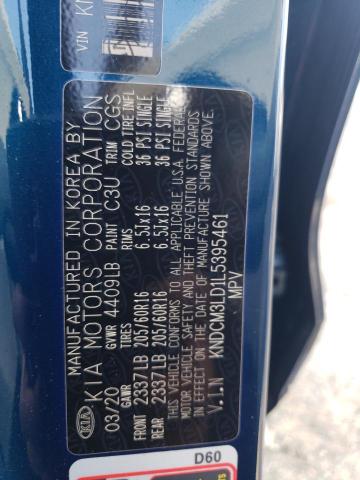 VIN KN
MANUFACTURED IN KOREA BY
KIA KIA MOTORS CORPORATION
03/20 GVWR 4409LB PAINT C3U TRIM CGS
GAWR TIRES RIMS COLD TIRE INFL
FRONT 2337LB 205/60R16 6.5Jx16 36 PSI SINGLE
REAR 2337LB 205/60R16 6.5Jx16 36 PSI SINGLE
THIS VEHICLE CONFORMS TO ALL APPLICABLE U.S.A. FEDERAL
MOTOR VEHICLE SAFETY AND THEFT PREVENTION STANDARDS
IN EFFECT ON THE DATE OF MANUFACTURE SHOWN ABOVE.
V.I.N KNDCM3LD1L5395461
MPV
D60